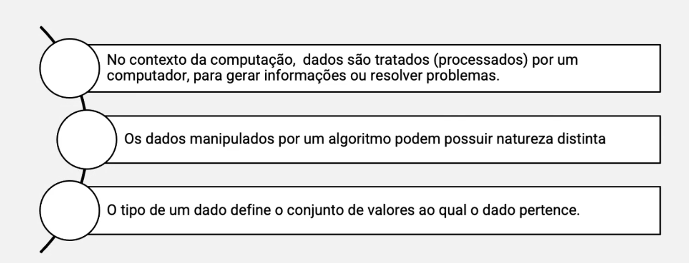 No contexto da computação, dados são tratados (processados) por um
computador, para gerar informações ou resolver problemas.
Os dados manipulados por um algoritmo podem possuir natureza distinta
O tipo de um dado define o conjunto de valores ao qual o dado pertence.